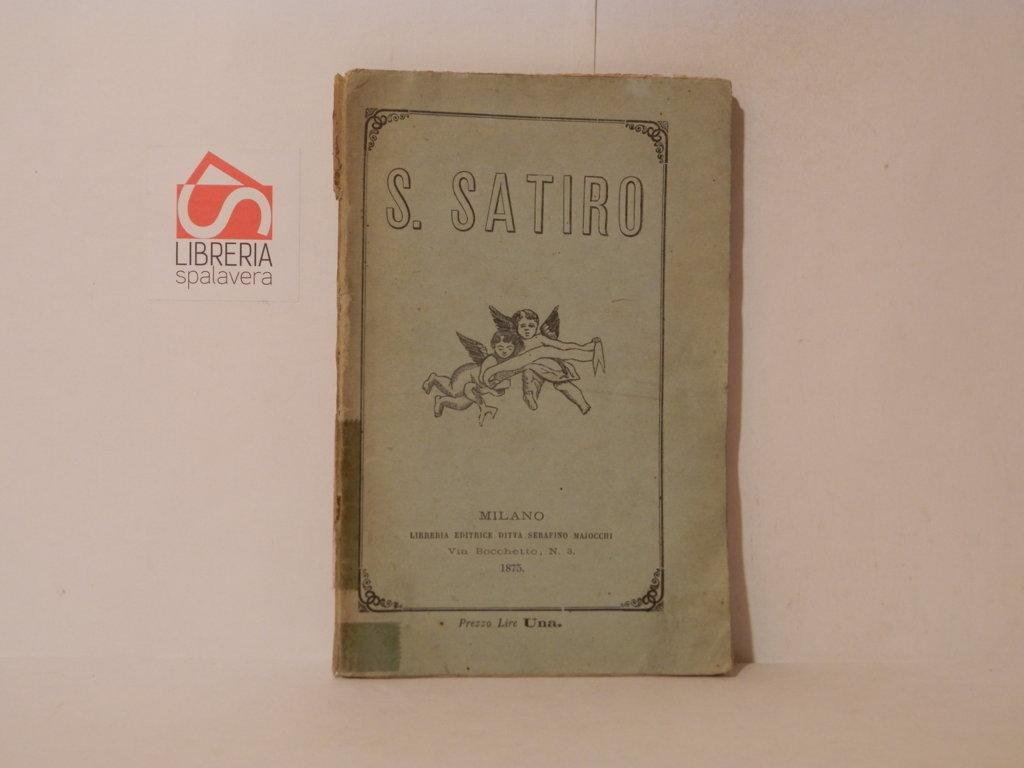 LIBRERIA
spalavera
S. SATIRO
MILANO
LIBRERIA EDITRICE DITTA SERAFINO MAJOCCHI
Via Bocchetto, N. 3.
1875.
Prezzo Lire Una.